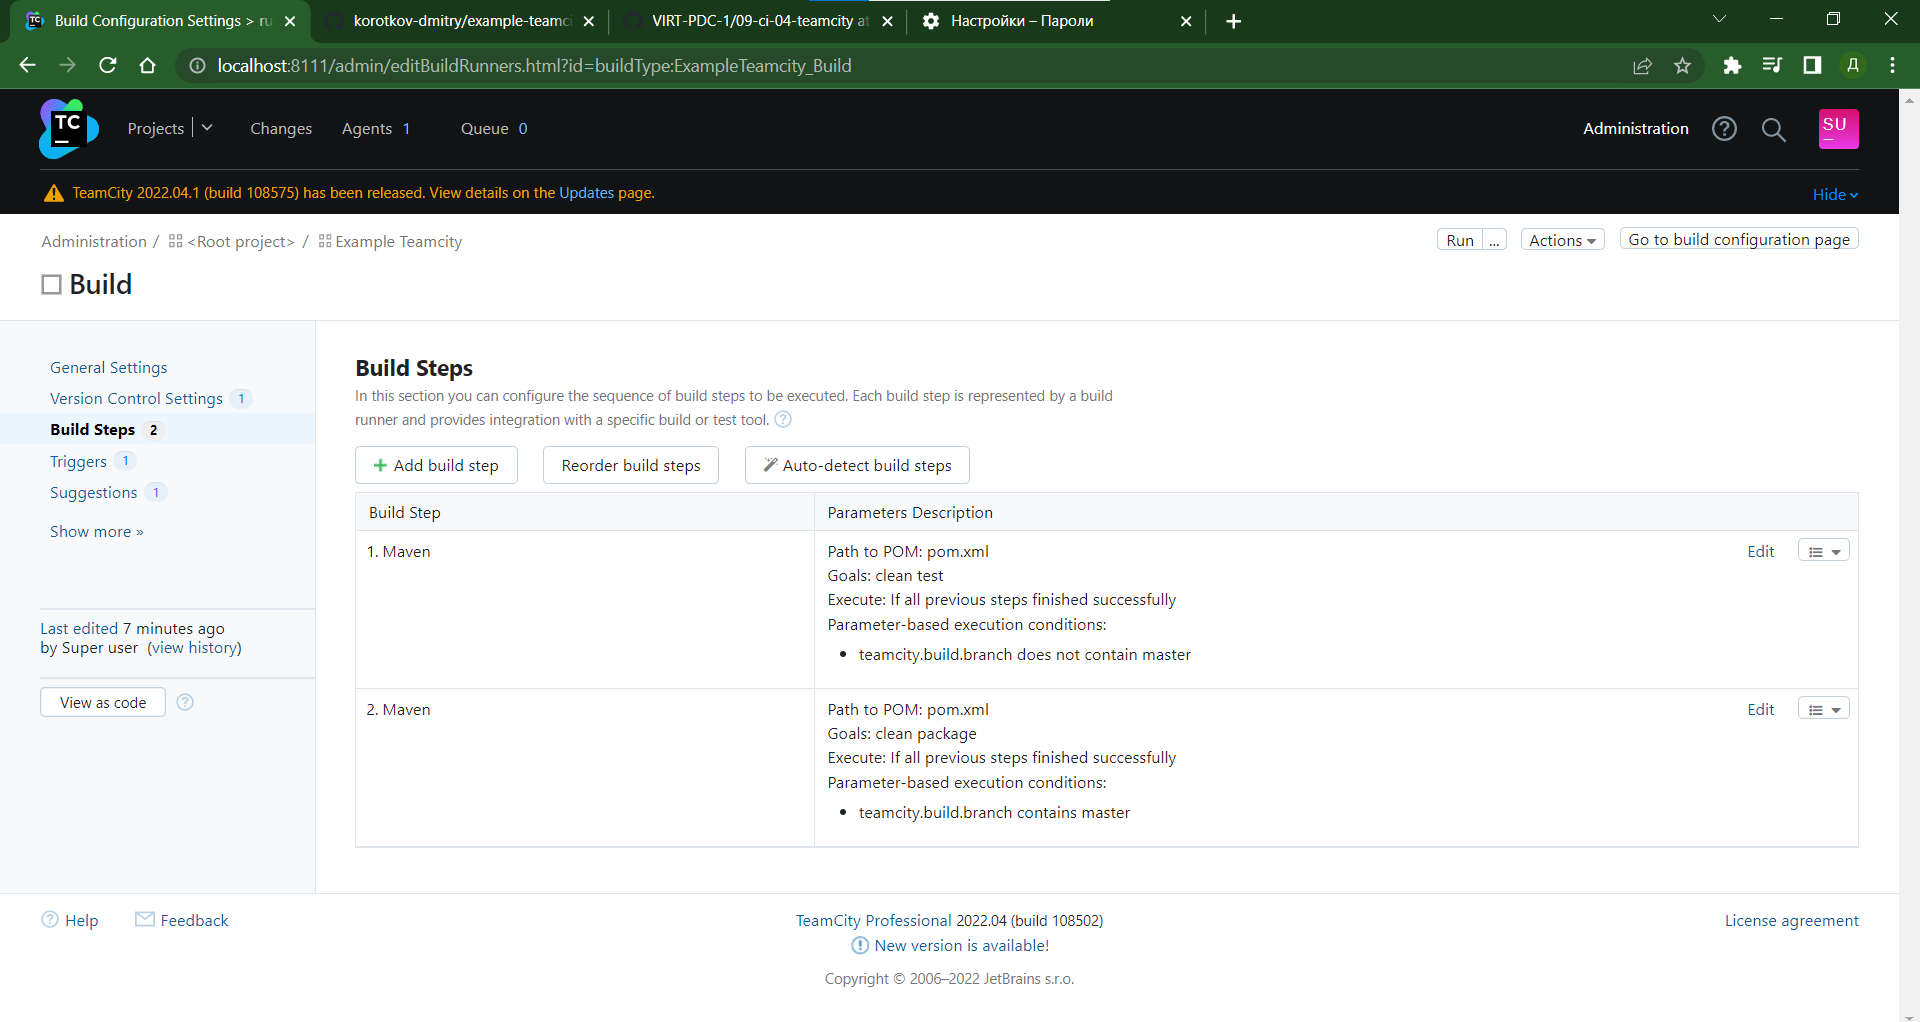 Build Configuration Settings > ru
korotkov-dmitry/example-teamci
VIRT-PDC-1/09-ci-04-teamcity at
Настройки – Пароли
localhost:8111/admin/editBuildRunners.html?id=buildType:ExampleTeamcity_Build
Д
TC
Projects
Changes
Agents 1
Queue 0
Administration
SU
TeamCity 2022.04.1 (build 108575) has been released. View details on the Updates page.
Hide
Administration / <Root project> / Example Teamcity
Run ...
Actions
Go to build configuration page
Build
General Settings
Version Control Settings 1
Build Steps 2
Triggers 1
Suggestions 1
Show more »
Last edited 7 minutes ago
by Super user (view history)
View as code
Build Steps
In this section you can configure the sequence of build steps to be executed. Each build step is represented by a build
runner and provides integration with a specific build or test tool.
Add build step
Reorder build steps
Auto-detect build steps
Build Step
Parameters Description
1. Maven
Path to POM: pom.xml
Edit
Goals: clean test
Execute: If all previous steps finished successfully
Parameter-based execution conditions:
• teamcity.build.branch does not contain master
2. Maven
Path to POM: pom.xml
Edit
Goals: clean package
Execute: If all previous steps finished successfully
Parameter-based execution conditions:
• teamcity.build.branch contains master
Help
Feedback
TeamCity Professional 2022.04 (build 108502)
License agreement
New version is available!
Copyright © 2006–2022 JetBrains s.r.o.